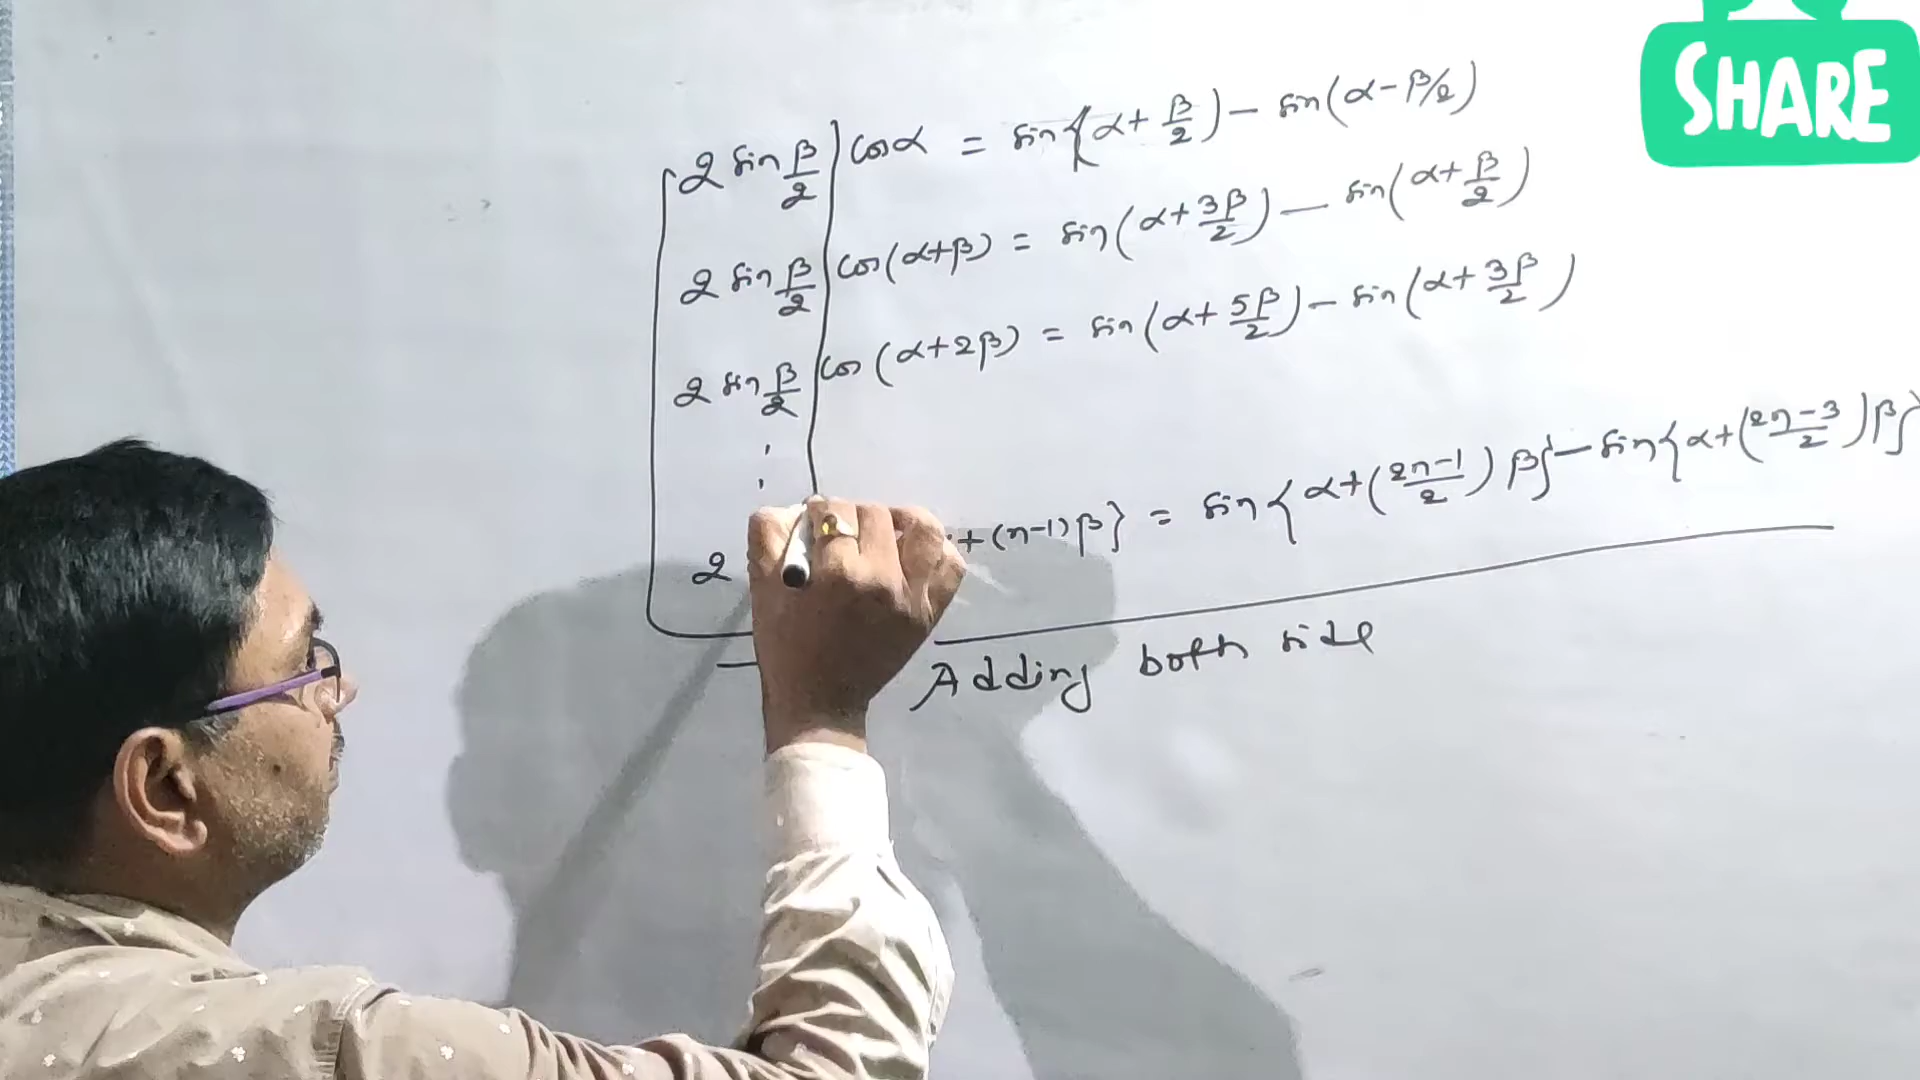 SHARE
2 sin β/2 cos α = sin{α + β/2) - sin(α - β/2)
2 sin β/2 cos(α+β) = sin(α + 3β/2) - sin(α + β/2)
2 sin β/2 cos(α+2β) = sin(α + 5β/2) - sin(α + 3β/2)
:
2 +(n-1)β} = sin{α+(2n-1/2)β} - sin{α+(2n-3/2)β}
Adding both side